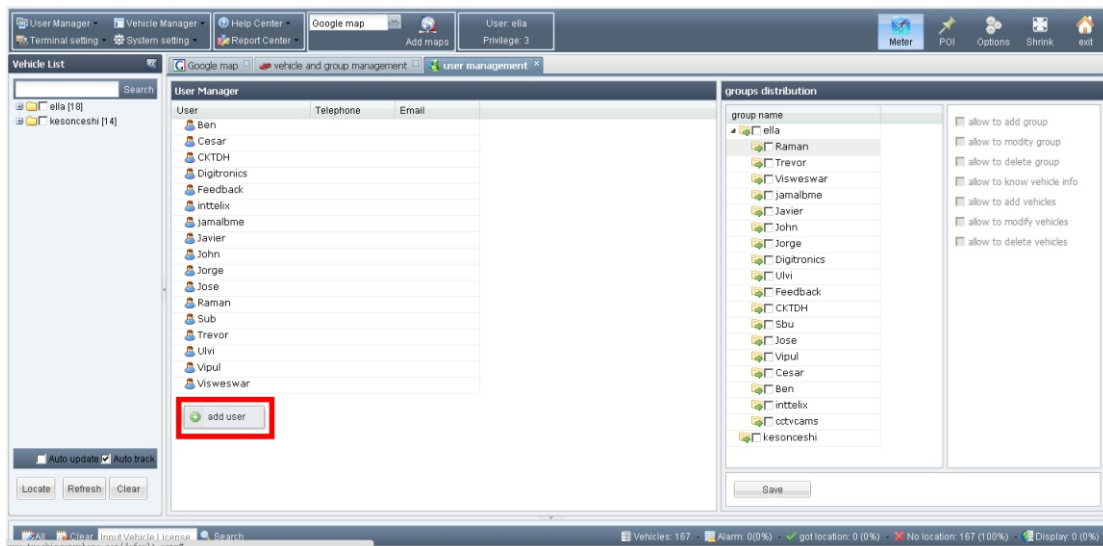 User Manager
Vehicle Manager
Help Center
Google map
User: ella
Terminal setting
System setting
Report Center
Add maps
Privilege: 3
Meter
POI
Options
Shrink
exit
Vehicle List
Google map
vehicle and group management
user management
Search
ella [18]
kesonceshi [14]
User Manager
User Telephone Email
Ben
Cesar
CKTDH
Digitronics
Feedback
inttelix
jamalbme
Javier
John
Jorge
Jose
Raman
Sub
Trevor
Ulvi
Vipul
Visweswar
add user
groups distribution
group name
ella
Raman
Trevor
Visweswar
jamalbme
Javier
John
Jorge
Digitronics
Ulvi
Feedback
CKTDH
Sbu
Jose
Vipul
Cesar
Ben
inttelix
cctvcams
kesonceshi
allow to add group
allow to modity group
allow to delete group
allow to know vehicle info
allow to add vehicles
allow to modify vehicles
allow to delete vehicles
Save
Auto update
Auto track
Locate
Refresh
Clear
All
Clear
Input Vehicle License
Search
Vehicles: 167
Alarm: 0(0%)
got location: 0 (0%)
No location: 167 (100%)
Display: 0 (0%)